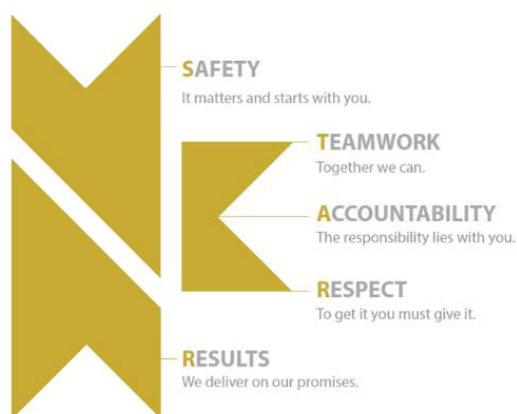 SAFETY
It matters and starts with you.
TEAMWORK
Together we can.
ACCOUNTABILITY
The responsibility lies with you.
RESPECT
To get it you must give it.
RESULTS
We deliver on our promises.